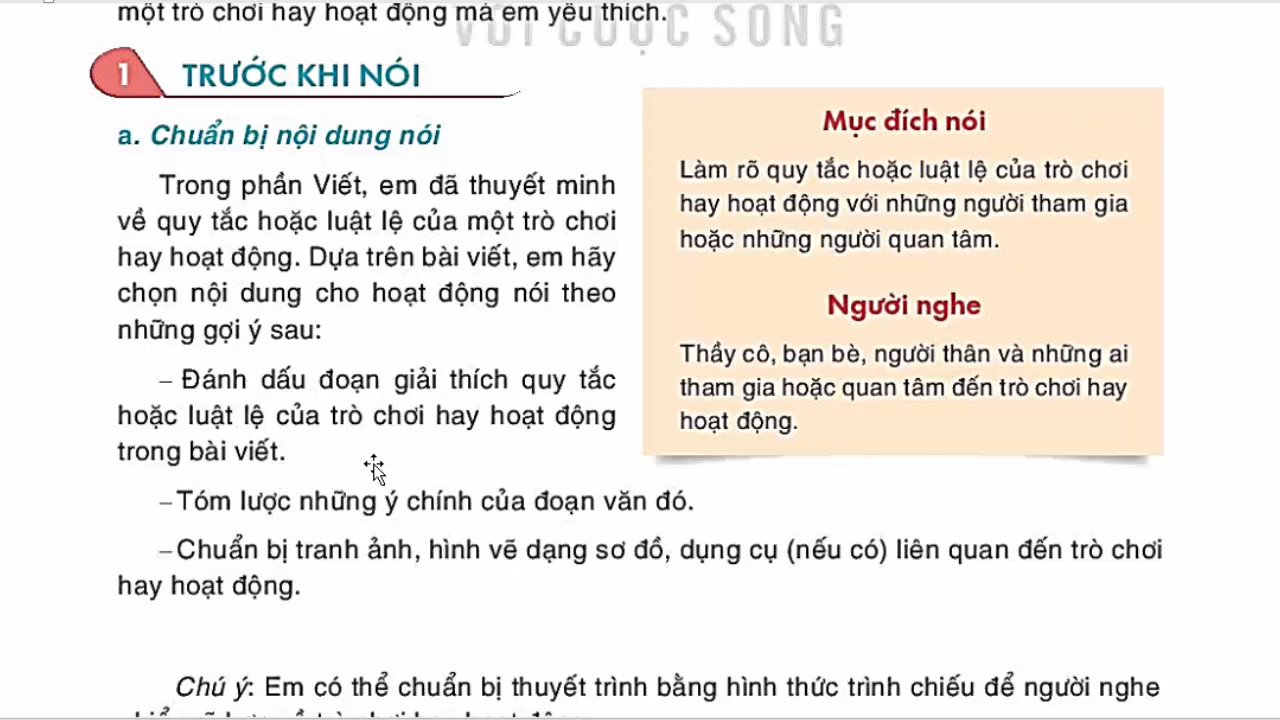 một trò chơi hay hoạt động mà em yêu thích.
VỚI CUỘC SỐNG
1 TRƯỚC KHI NÓI
a. Chuẩn bị nội dung nói
Trong phần Viết, em đã thuyết minh
về quy tắc hoặc luật lệ của một trò chơi
hay hoạt động. Dựa trên bài viết, em hãy
chọn nội dung cho hoạt động nói theo
những gợi ý sau:
– Đánh dấu đoạn giải thích quy tắc
hoặc luật lệ của trò chơi hay hoạt động
trong bài viết.
Mục đích nói
Làm rõ quy tắc hoặc luật lệ của trò chơi
hay hoạt động với những người tham gia
hoặc những người quan tâm.
Người nghe
Thầy cô, bạn bè, người thân và những ai
tham gia hoặc quan tâm đến trò chơi hay
hoạt động.
– Tóm lược những ý chính của đoạn văn đó.
– Chuẩn bị tranh ảnh, hình vẽ dạng sơ đồ, dụng cụ (nếu có) liên quan đến trò chơi
hay hoạt động.
Chú ý: Em có thể chuẩn bị thuyết trình bằng hình thức trình chiếu để người nghe